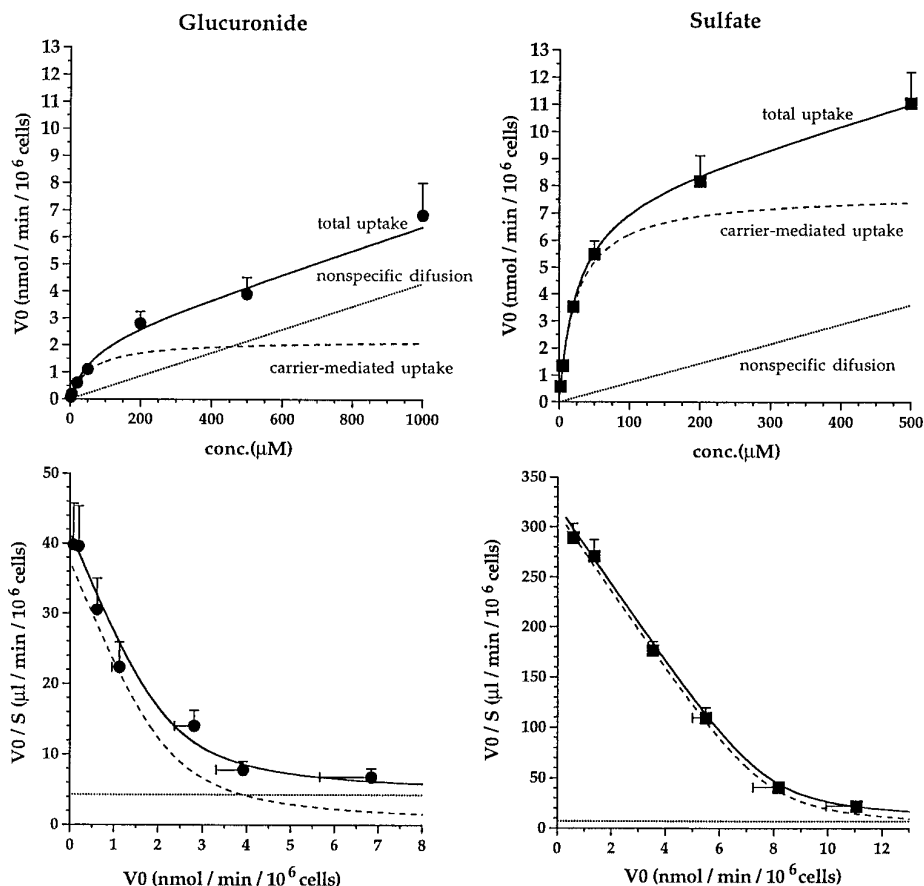 Glucuronide
13
12
11
10
9
8
7
6
5
4
3
2
1
0
V0 (nmol / min / 10^6 cells)
total uptake
nonspecific difusion
carrier-mediated uptake
0 200 400 600 800 1000
conc.(μM)
Sulfate
13
12
11
10
9
8
7
6
5
4
3
2
1
0
V0 (nmol / min / 10^6 cells)
total uptake
carrier-mediated uptake
nonspecific difusion
0 100 200 300 400 500
conc.(μM)
50
40
30
20
10
0
V0 / S (μl / min / 10^6 cells)
0 1 2 3 4 5 6 7 8
V0 (nmol / min / 10^6 cells)
350
300
250
200
150
100
50
0
V0 / S (μl / min / 10^6 cells)
0 2 4 6 8 10 12
V0 (nmol / min / 10^6 cells)